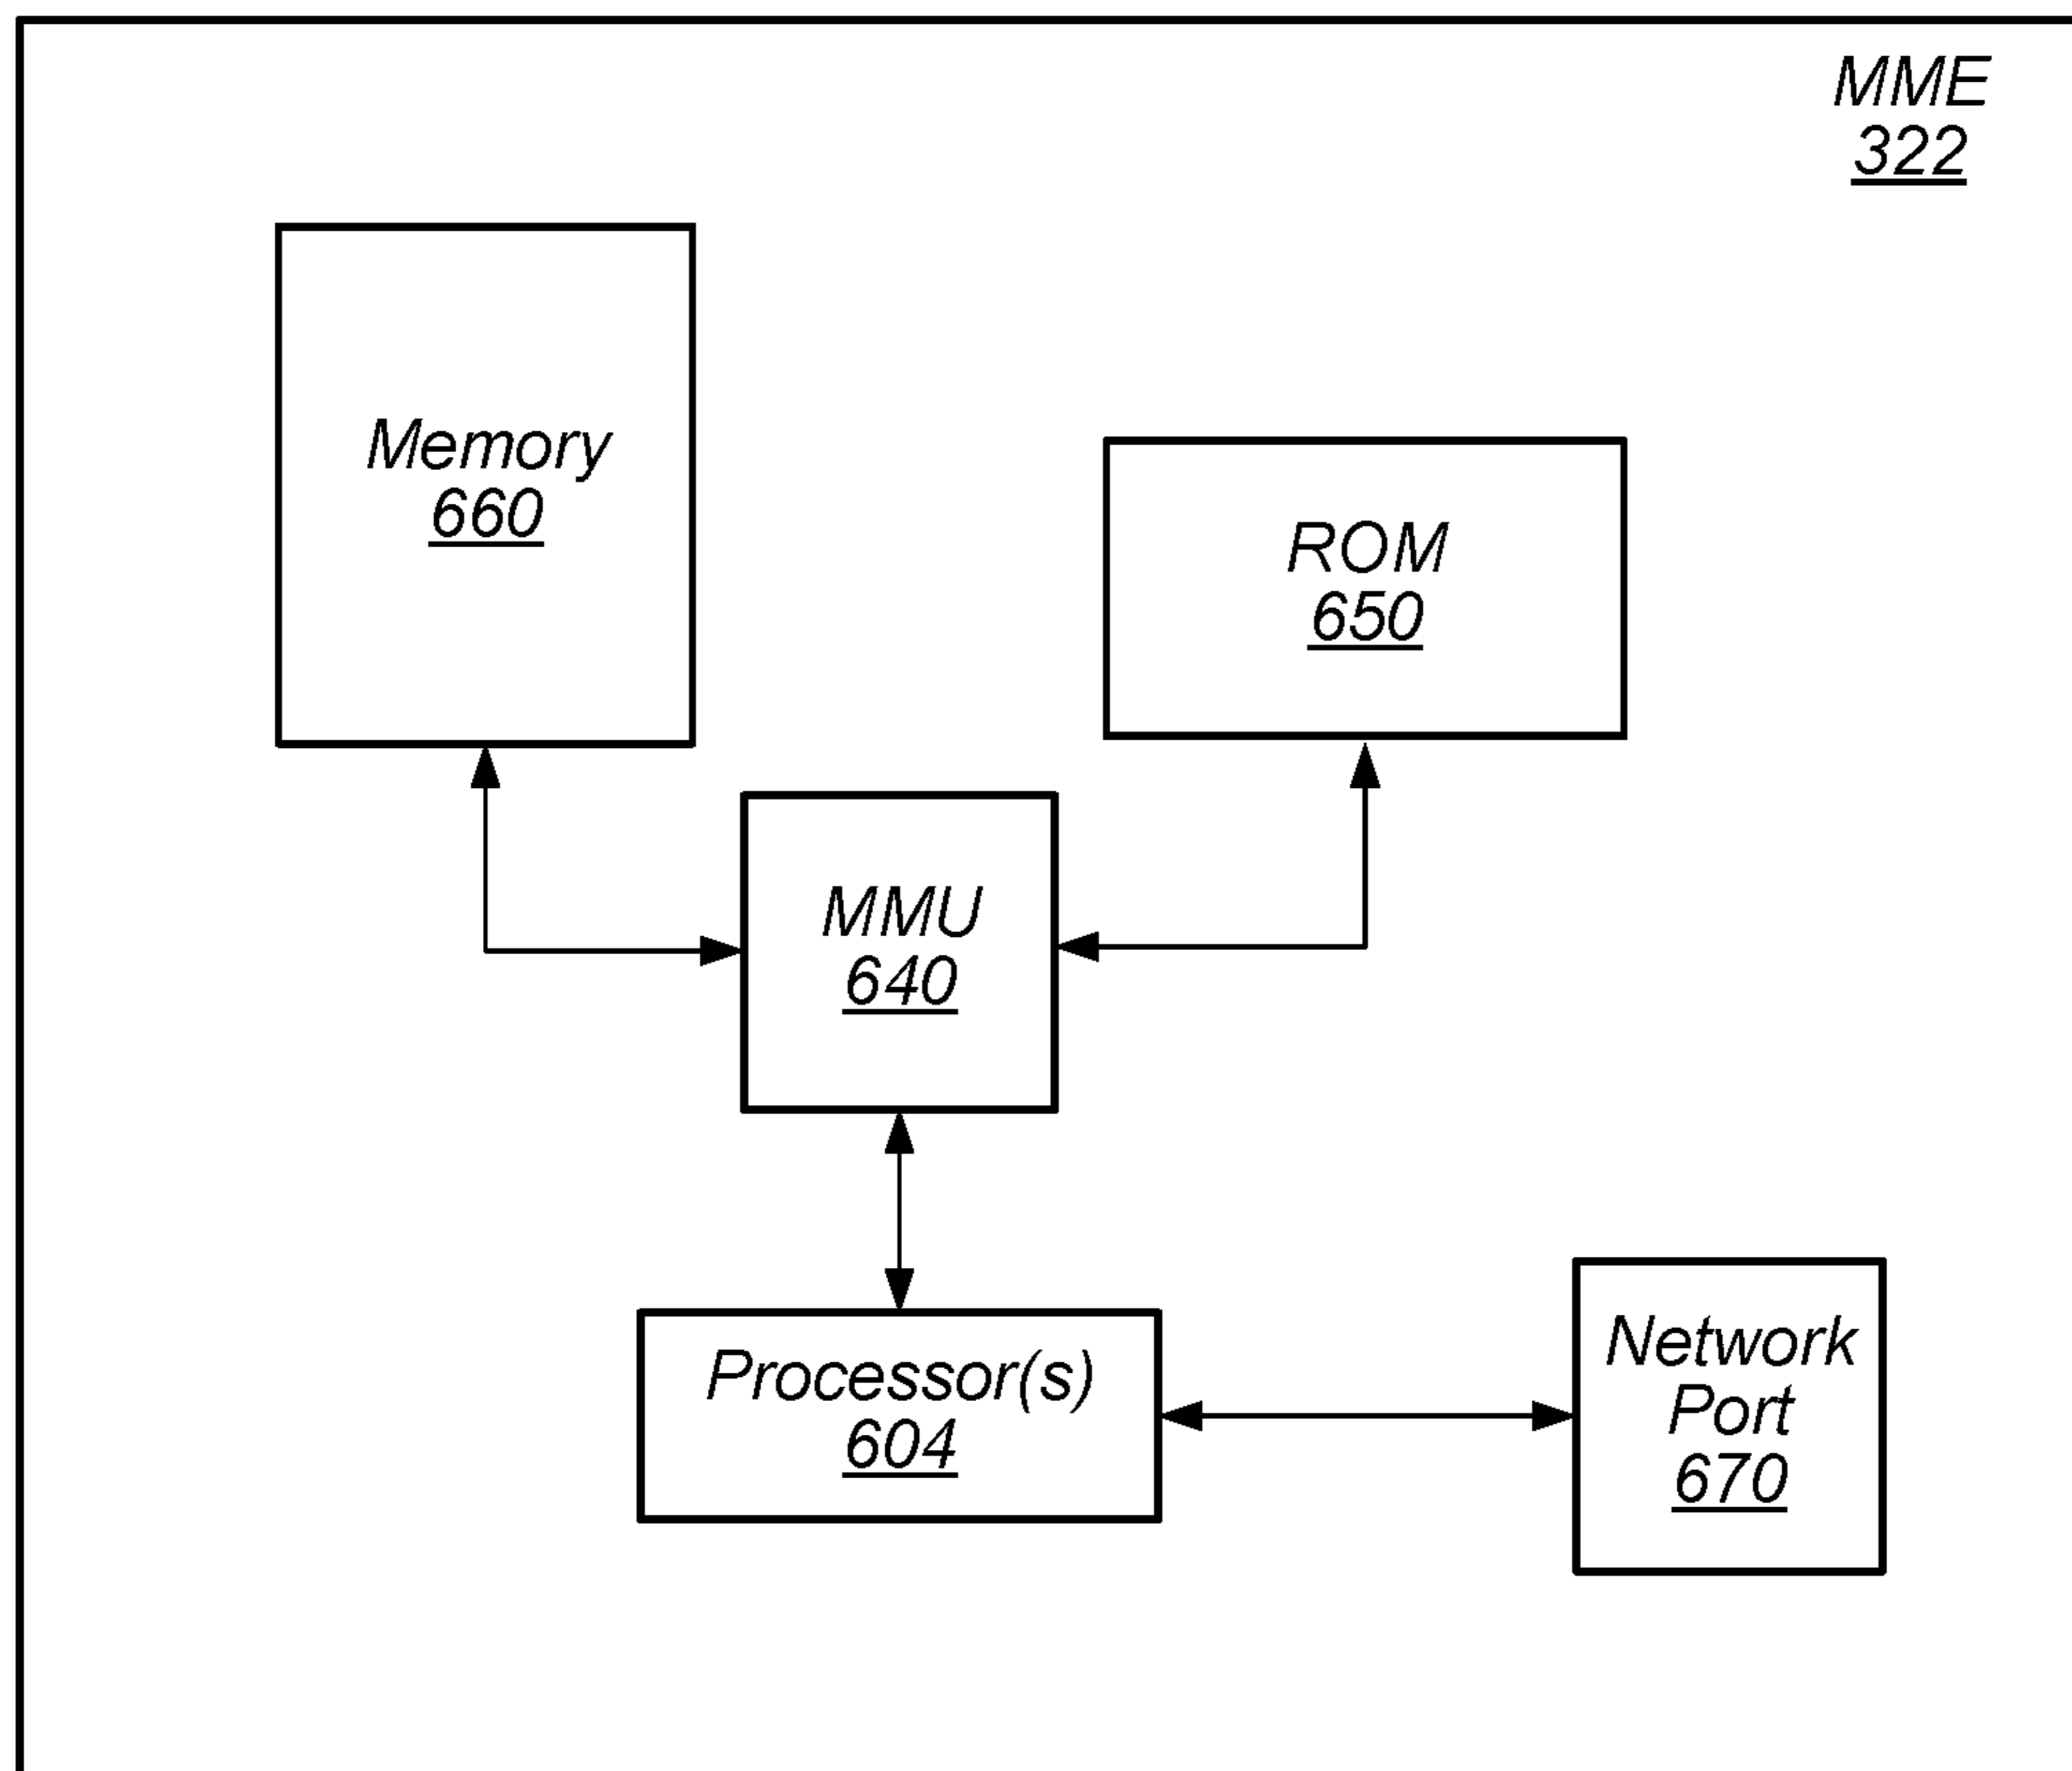 MME
322
Memory
660
ROM
650
MMU
640
Processor(s)
604
Network
Port
670